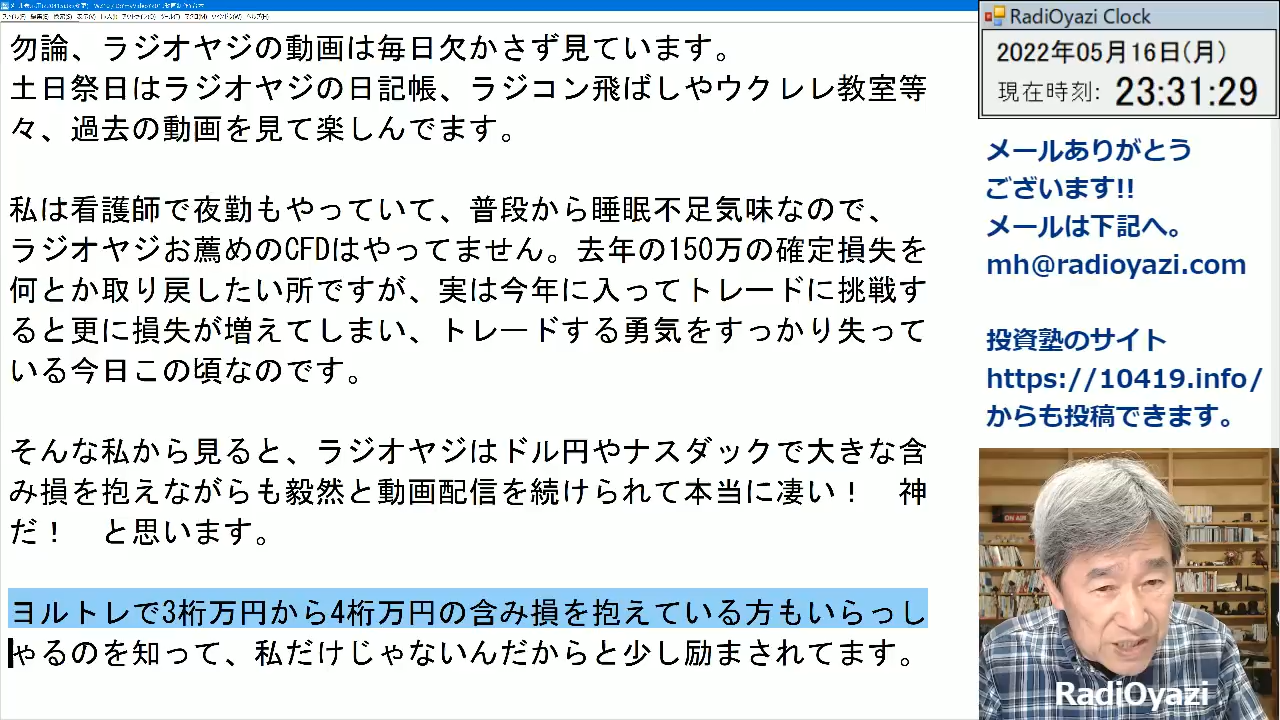 勿論、ラジオヤジの動画は毎日欠かさず見ています。
土日祭日はラジオヤジの日記帳、ラジコン飛ばしやウクレレ教室等
々、過去の動画を見て楽しんでます。
私は看護師で夜勤もやっていて、普段から睡眠不足気味なので、
ラジオヤジお薦めのCFDはやってません。去年の150万の確定損失を
何とか取り戻したい所ですが、実は今年に入ってトレードに挑戦す
ると更に損失が増えてしまい、トレードする勇気をすっかり失って
いる今日この頃なのです。
そんな私から見ると、ラジオヤジはドル円やナスダックで大きな含
み損を抱えながらも毅然と動画配信を続けられて本当に凄い！　神
だ！　と思います。
ヨルトレで3桁万円から4桁万円の含み損を抱えている方もいらっし
ゃるのを知って、私だけじゃないんだからと少し励まされてます。
RadiOyazi Clock
2022年05月16日(月)
現在時刻: 23:31:29
メールありがとう
ございます!!
メールは下記へ。
mh@radioyazi.com
投資塾のサイト
https://10419.info/
からも投稿できます。
ON AIR
RadiOyazi